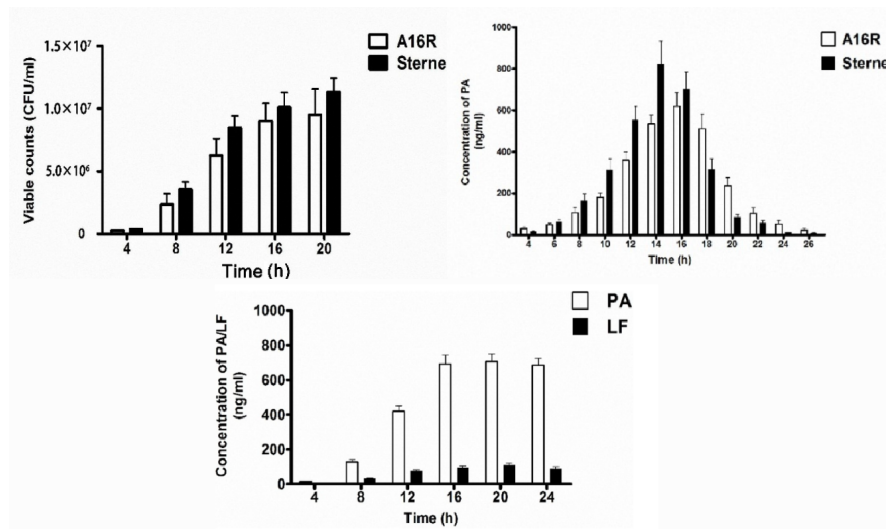 1.5×10⁷
1.0×10⁷
5.0×10⁶
0
Viable counts (CFU/ml)
4 8 12 16 20
Time (h)
A16R
Sterne
1000
800
600
400
200
0
Concentration of PA
(ng/ml)
4 6 8 10 12 14 16 18 20 22 24 26
Time (h)
A16R
Sterne
1000
800
600
400
200
0
Concentration of PA/LF
(ng/ml)
4 8 12 16 20 24
Time (h)
PA
LF